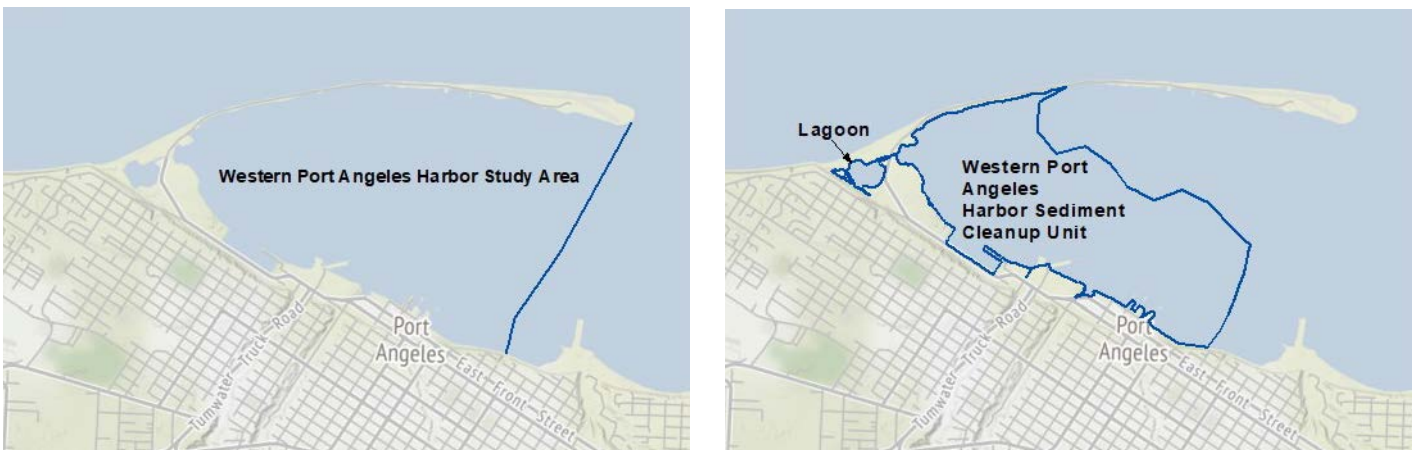 Western Port Angeles Harbor Study Area
Port
Angeles
Tumwater Truck Road
East Front Street
Lagoon
Western Port
Angeles
Harbor Sediment
Cleanup Unit
Port
Angeles
Tumwater Truck Road
East Front Street